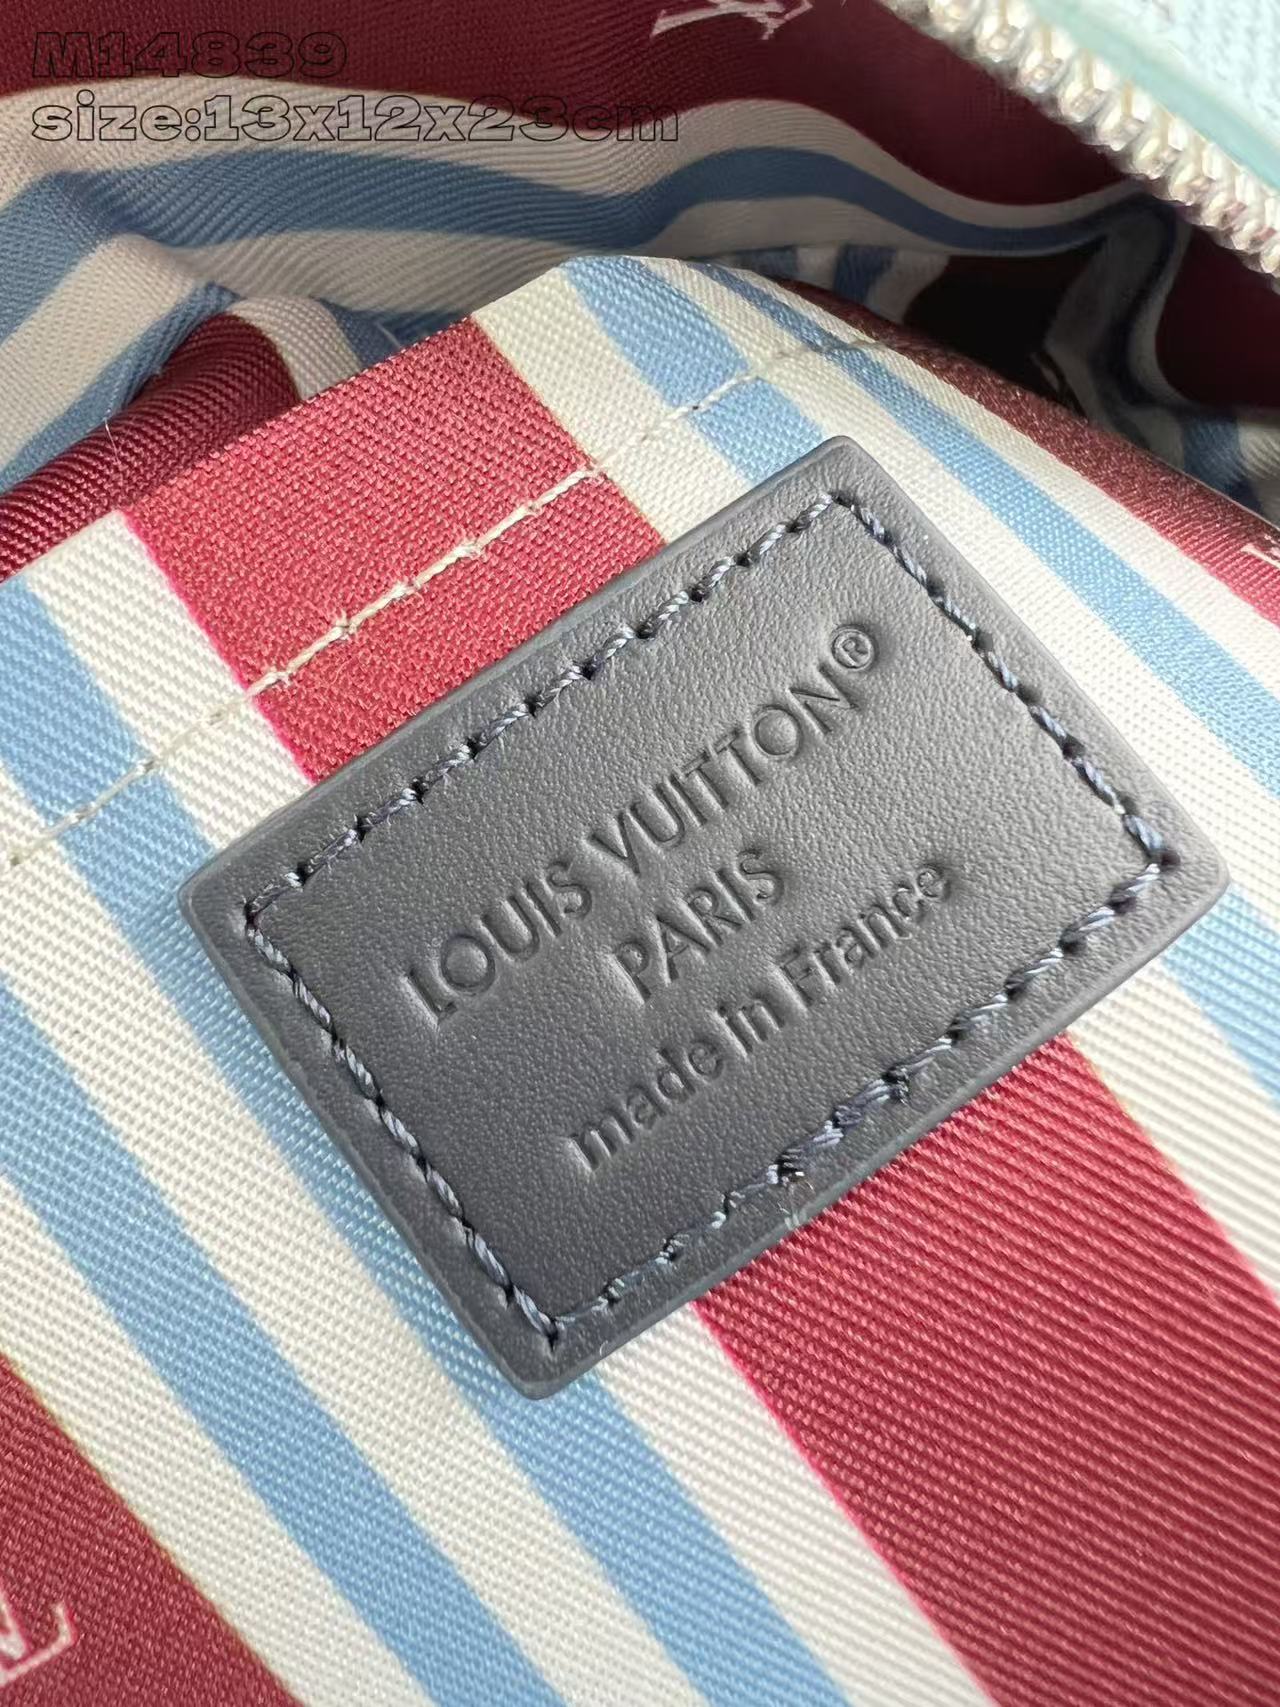 M14839
size:13x12x23cm
LOUIS VUITTON®
PARIS
made in France